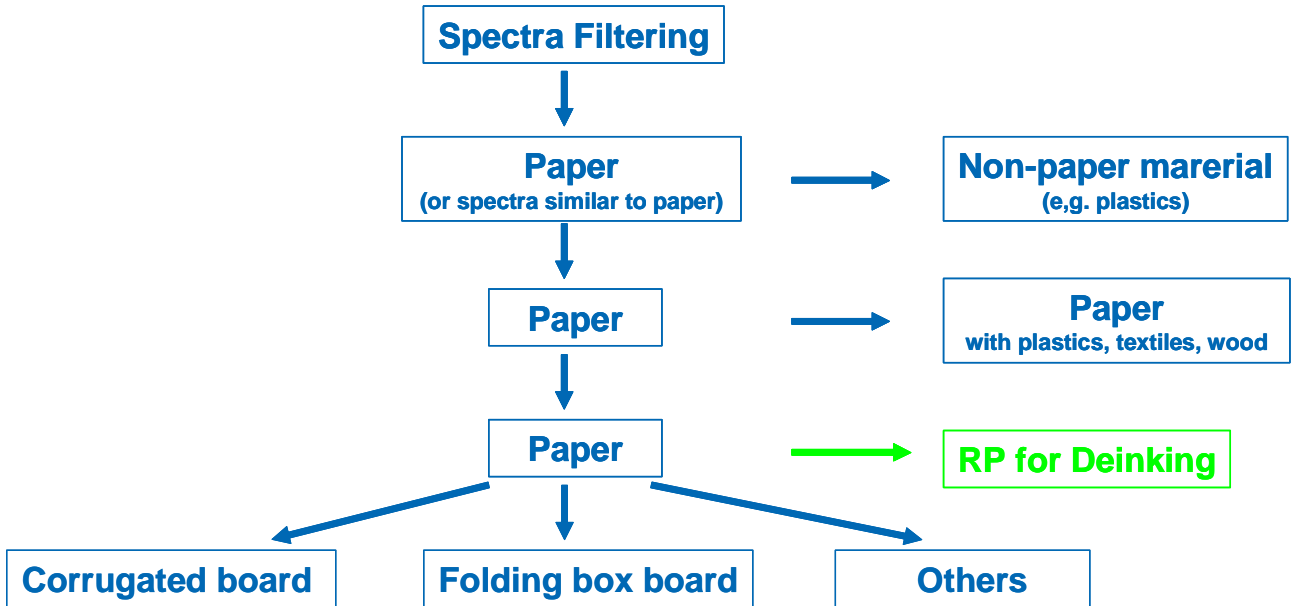 Spectra Filtering
Paper
(or spectra similar to paper)
Non-paper marerial
(e,g. plastics)
Paper
Paper
with plastics, textiles, wood
Paper
RP for Deinking
Corrugated board
Folding box board
Others